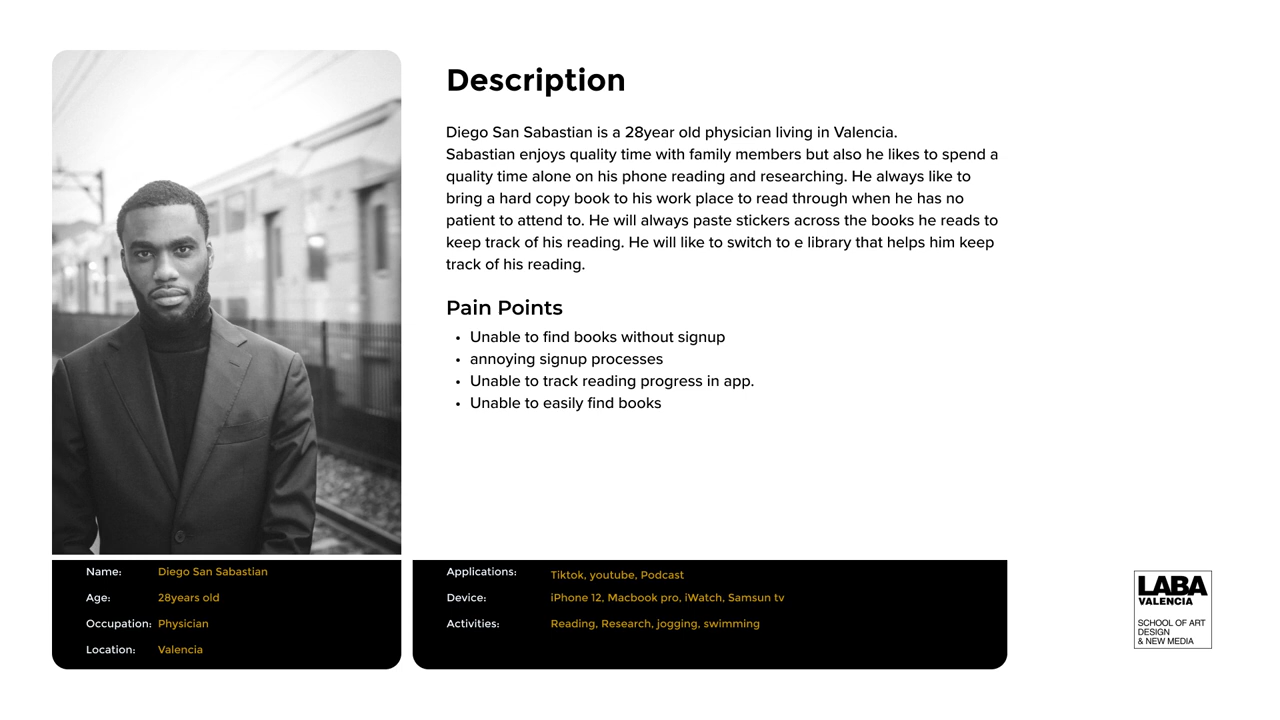 Description
Diego San Sabastian is a 28year old physician living in Valencia.
Sabastian enjoys quality time with family members but also he likes to spend a
quality time alone on his phone reading and researching. He always like to
bring a hard copy book to his work place to read through when he has no
patient to attend to. He will always paste stickers across the books he reads to
keep track of his reading. He will like to switch to e library that helps him keep
track of his reading.
Pain Points
• Unable to find books without signup
• annoying signup processes
• Unable to track reading progress in app.
• Unable to easily find books
Name: Diego San Sabastian
Age: 28years old
Occupation: Physician
Location: Valencia
Applications: Tiktok, youtube, Podcast
Device: iPhone 12, Macbook pro, iWatch, Samsun tv
Activities: Reading, Research, jogging, swimming
LABA
VALENCIA
SCHOOL OF ART
DESIGN
& NEW MEDIA